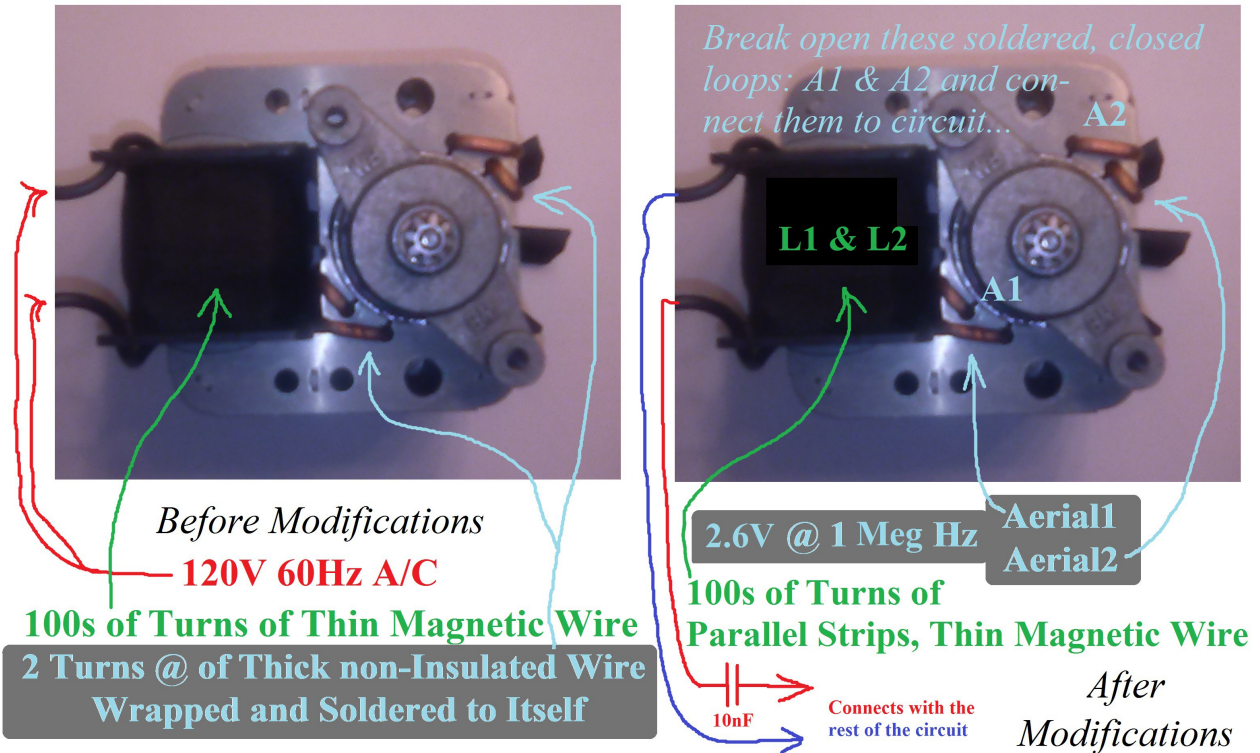 Before Modifications
120V 60Hz A/C
100s of Turns of Thin Magnetic Wire
2 Turns @ of Thick non-Insulated Wire
Wrapped and Soldered to Itself
Break open these soldered, closed
loops: A1 & A2 and con-
nect them to circuit...
A2
L1 & L2
A1
2.6V @ 1 Meg Hz
Aerial1
Aerial2
100s of Turns of
Parallel Strips, Thin Magnetic Wire
10nF
Connects with the
rest of the circuit
After
Modifications